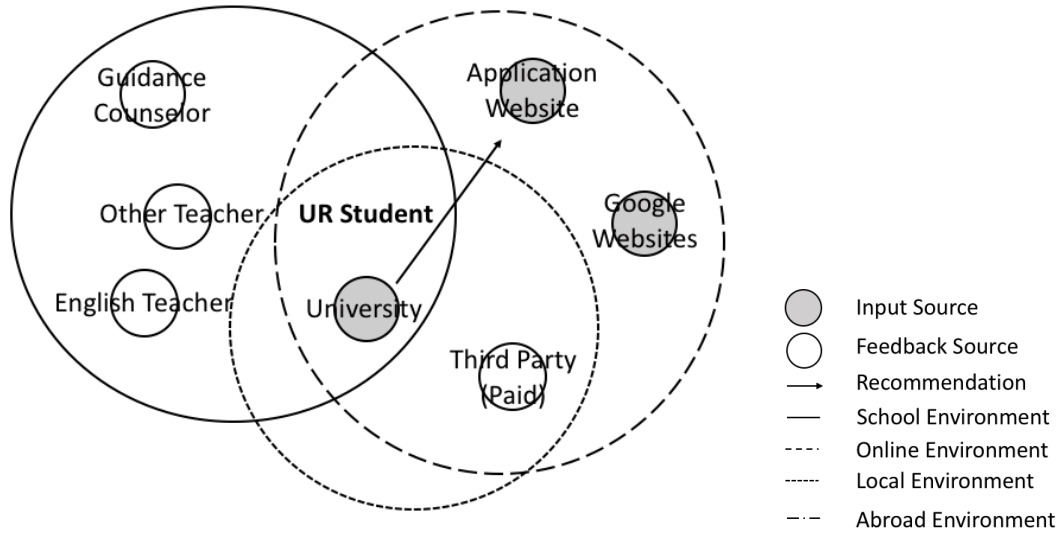 Guidance
Counselor
Application
Website
Other Teacher
UR Student
Google
Websites
English Teacher
University
Third Party
(Paid)
Input Source
Feedback Source
Recommendation
School Environment
Online Environment
Local Environment
Abroad Environment